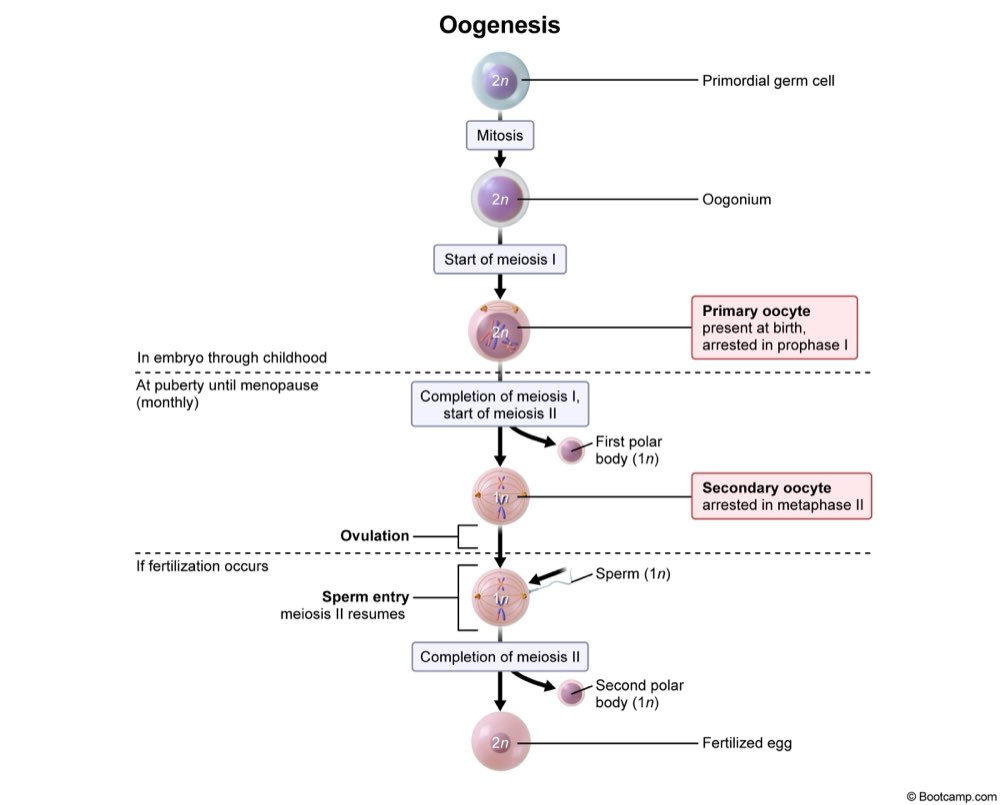 Oogenesis
2n
Primordial germ cell
Mitosis
2n
Oogonium
Start of meiosis I
2n
Primary oocyte
present at birth,
arrested in prophase I
In embryo through childhood
At puberty until menopause
(monthly)
Completion of meiosis I,
start of meiosis II
First polar
body (1n)
1n
Secondary oocyte
arrested in metaphase II
Ovulation
If fertilization occurs
Sperm (1n)
1n
Sperm entry
meiosis II resumes
Completion of meiosis II
Second polar
body (1n)
2n
Fertilized egg
© Bootcamp.com